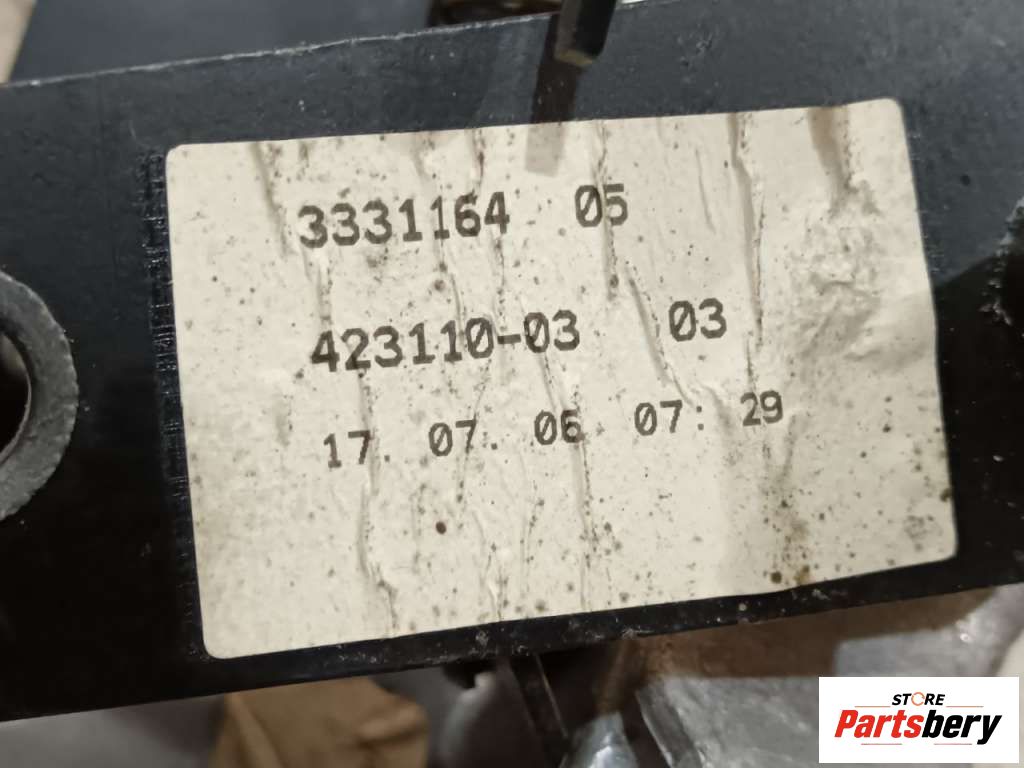 3331164 05
423110-03 03
17. 07. 06 07: 29
STORE
Partsbery